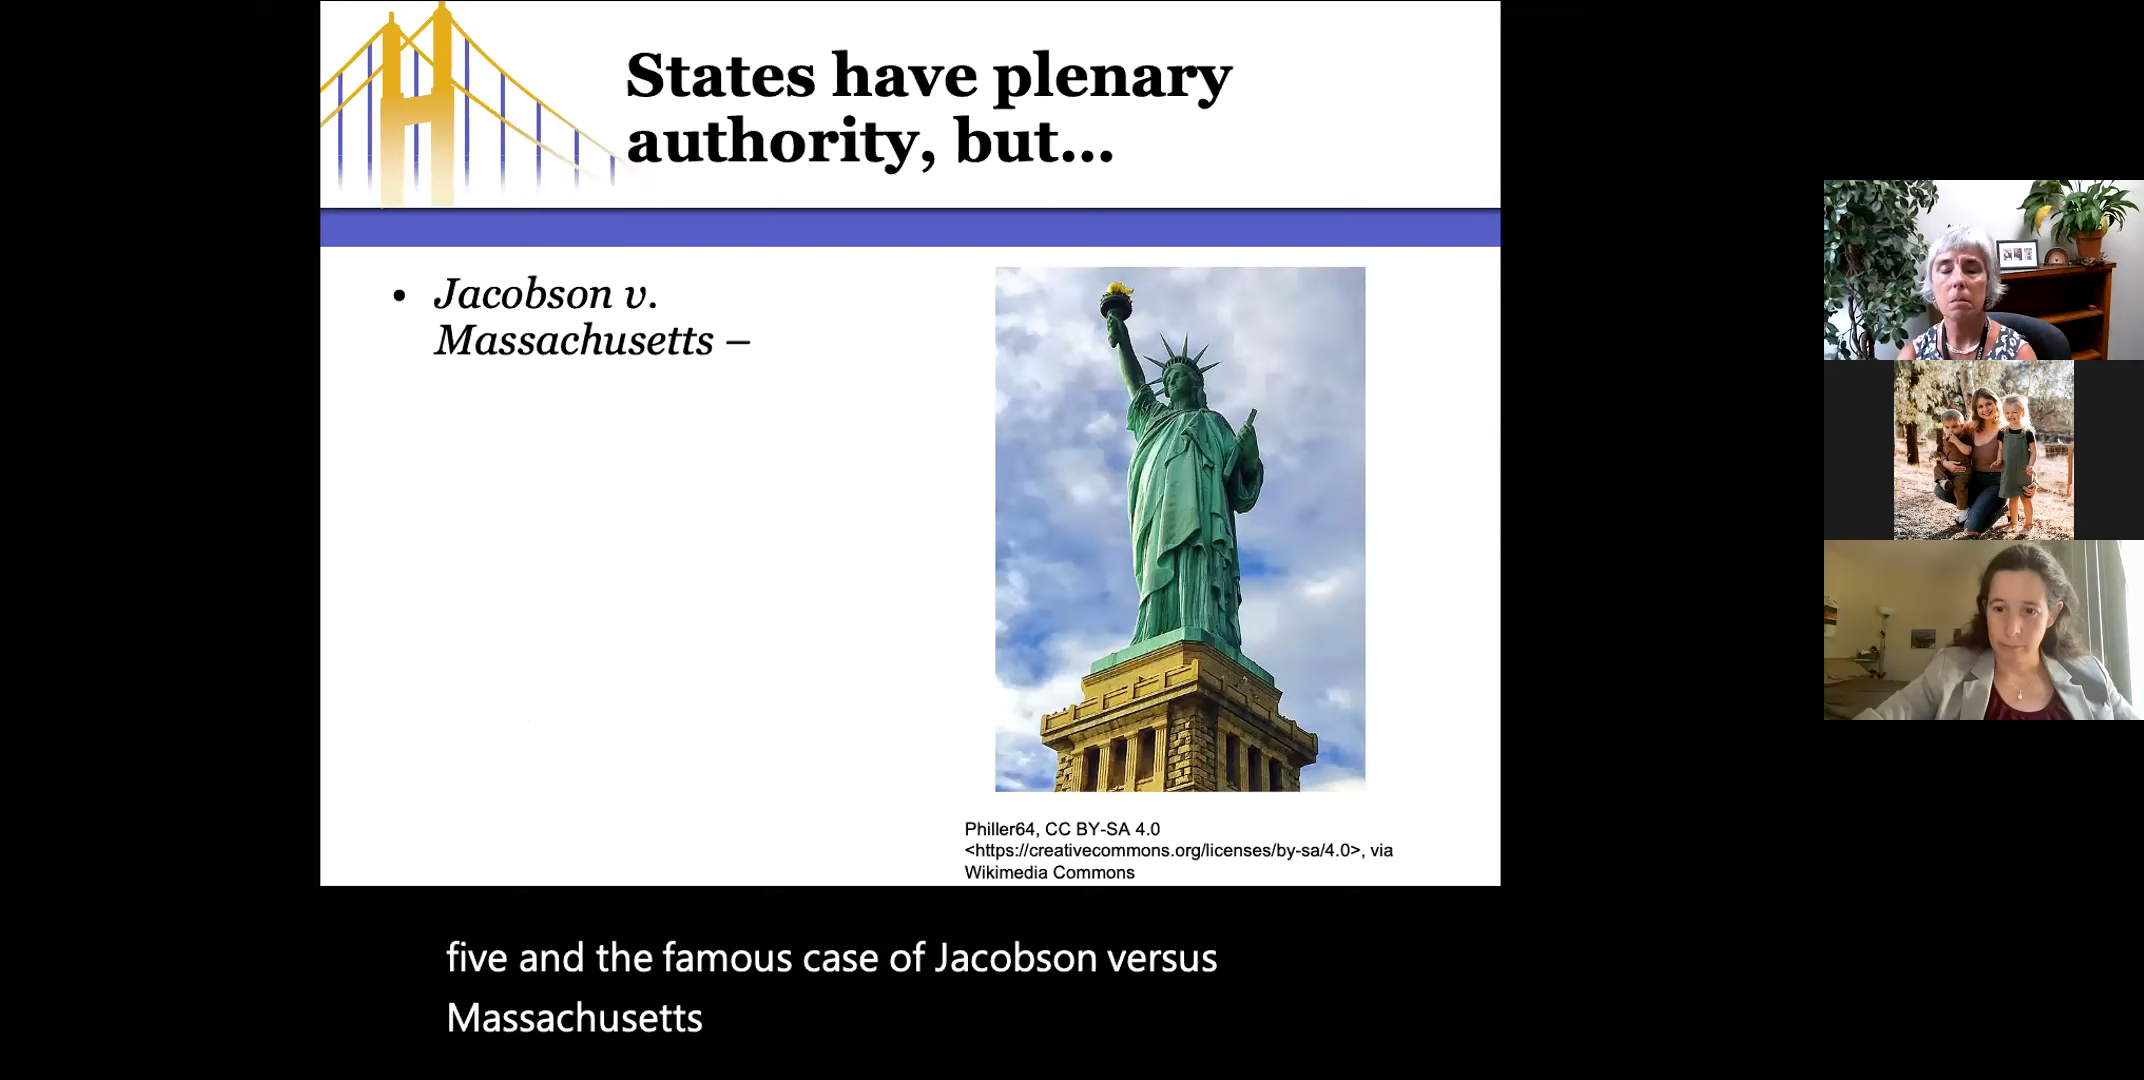 States have plenary
authority, but...
• Jacobson v.
Massachusetts –
Philler64, CC BY-SA 4.0
<https://creativecommons.org/licenses/by-sa/4.0>, via
Wikimedia Commons
five and the famous case of Jacobson versus
Massachusetts